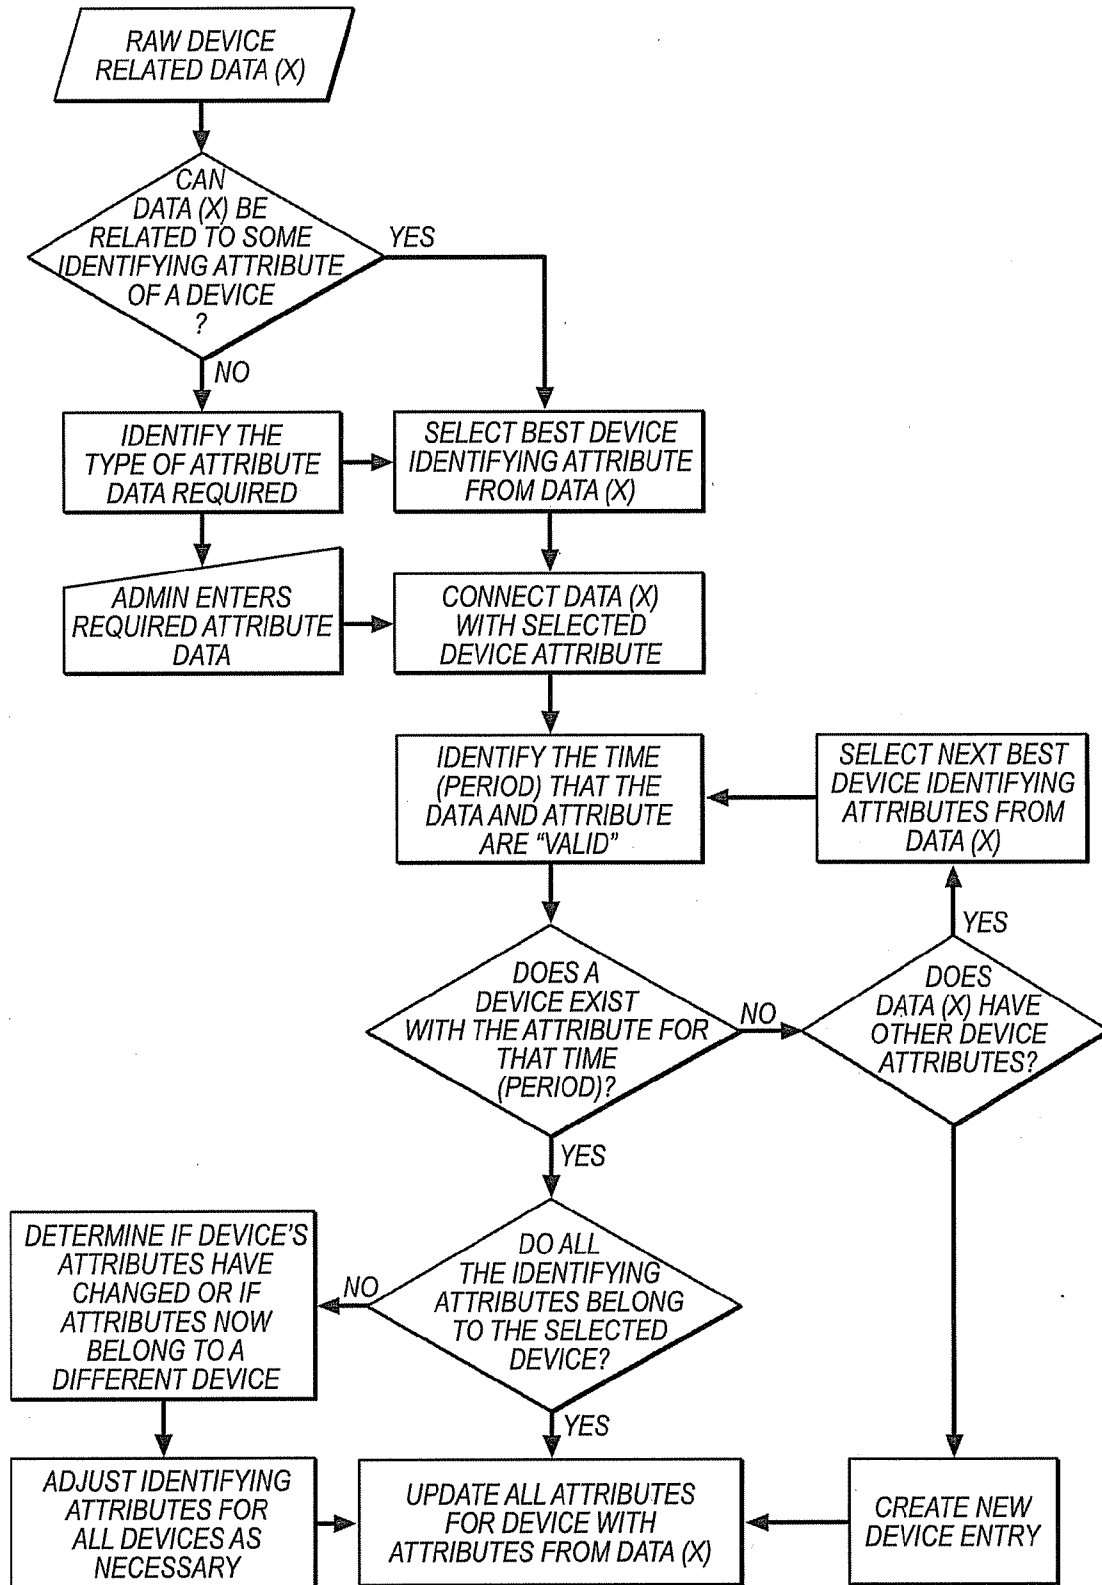 RAW DEVICE
RELATED DATA (X)
CAN
DATA (X) BE
RELATED TO SOME
IDENTIFYING ATTRIBUTE
OF A DEVICE
?
YES
NO
IDENTIFY THE
TYPE OF ATTRIBUTE
DATA REQUIRED
SELECT BEST DEVICE
IDENTIFYING ATTRIBUTE
FROM DATA (X)
ADMIN ENTERS
REQUIRED ATTRIBUTE
DATA
CONNECT DATA (X)
WITH SELECTED
DEVICE ATTRIBUTE
IDENTIFY THE TIME
(PERIOD) THAT THE
DATA AND ATTRIBUTE
ARE “VALID”
SELECT NEXT BEST
DEVICE IDENTIFYING
ATTRIBUTES FROM
DATA (X)
YES
DOES A
DEVICE EXIST
WITH THE ATTRIBUTE FOR
THAT TIME
(PERIOD)?
NO
DOES
DATA (X) HAVE
OTHER DEVICE
ATTRIBUTES?
YES
DETERMINE IF DEVICE'S
ATTRIBUTES HAVE
CHANGED OR IF
ATTRIBUTES NOW
BELONG TO A
DIFFERENT DEVICE
NO
DO ALL
THE IDENTIFYING
ATTRIBUTES BELONG
TO THE SELECTED
DEVICE?
YES
ADJUST IDENTIFYING
ATTRIBUTES FOR
ALL DEVICES AS
NECESSARY
UPDATE ALL ATTRIBUTES
FOR DEVICE WITH
ATTRIBUTES FROM DATA (X)
CREATE NEW
DEVICE ENTRY